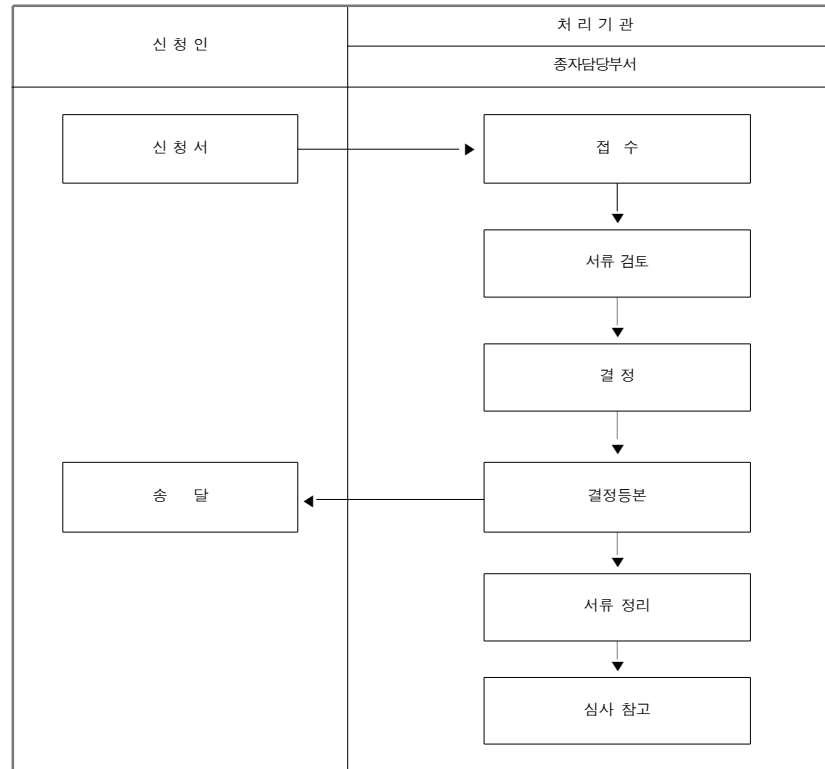 신 청 인
처 리 기 관
종자담당부서
신 청 서
접 수
서류 검토
결 정
송 달
결정등본
서류 정리
심사 참고